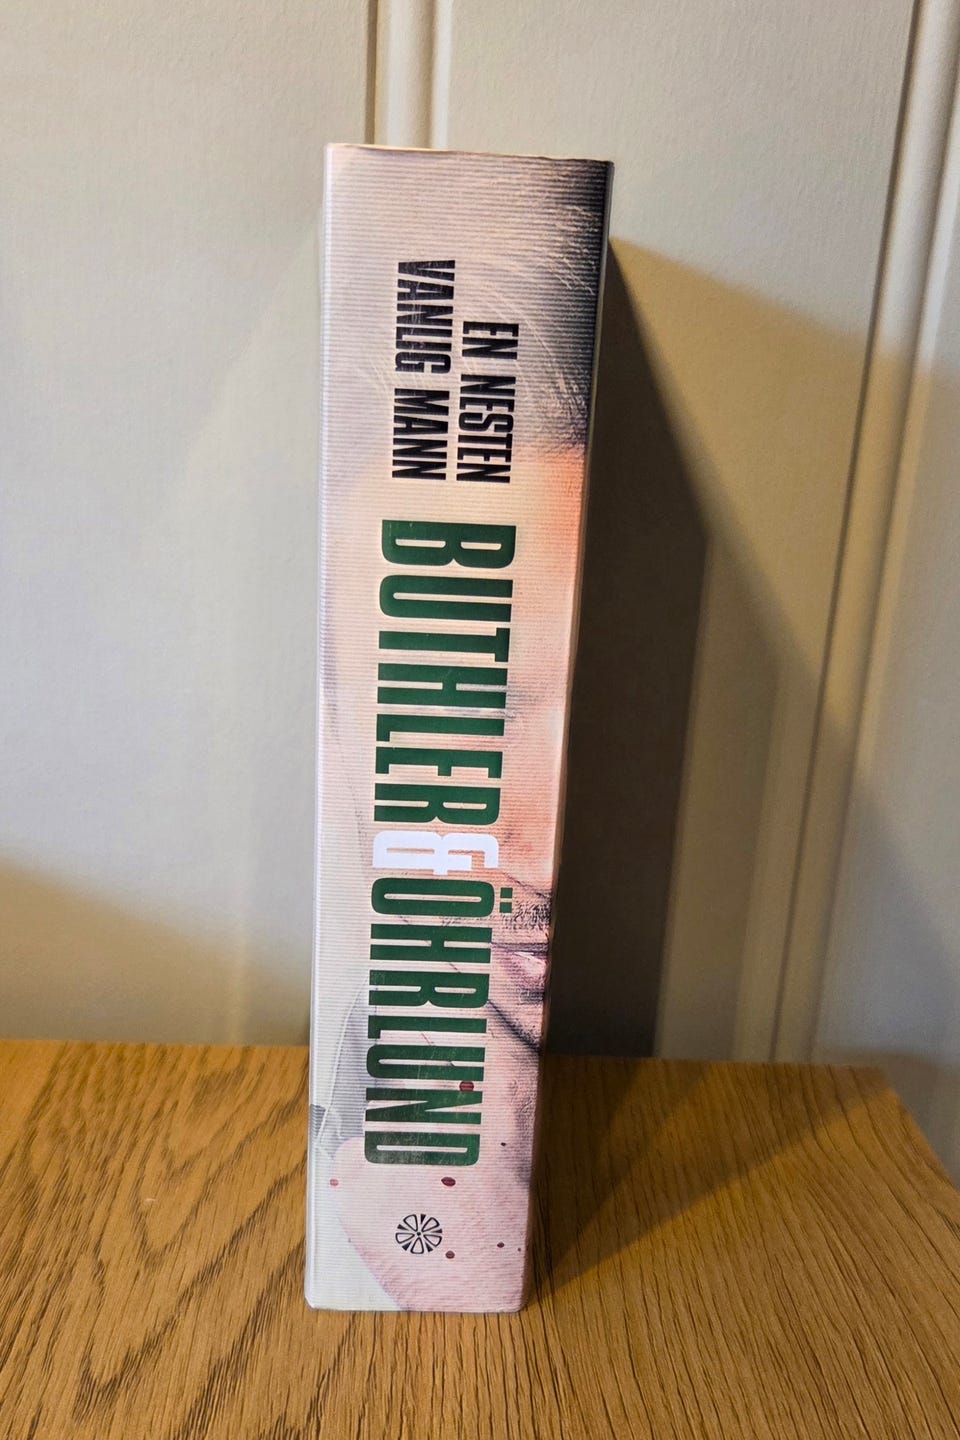 EN NESTEN
VANLIG MANN
BUTHLER & ÖHRLUND